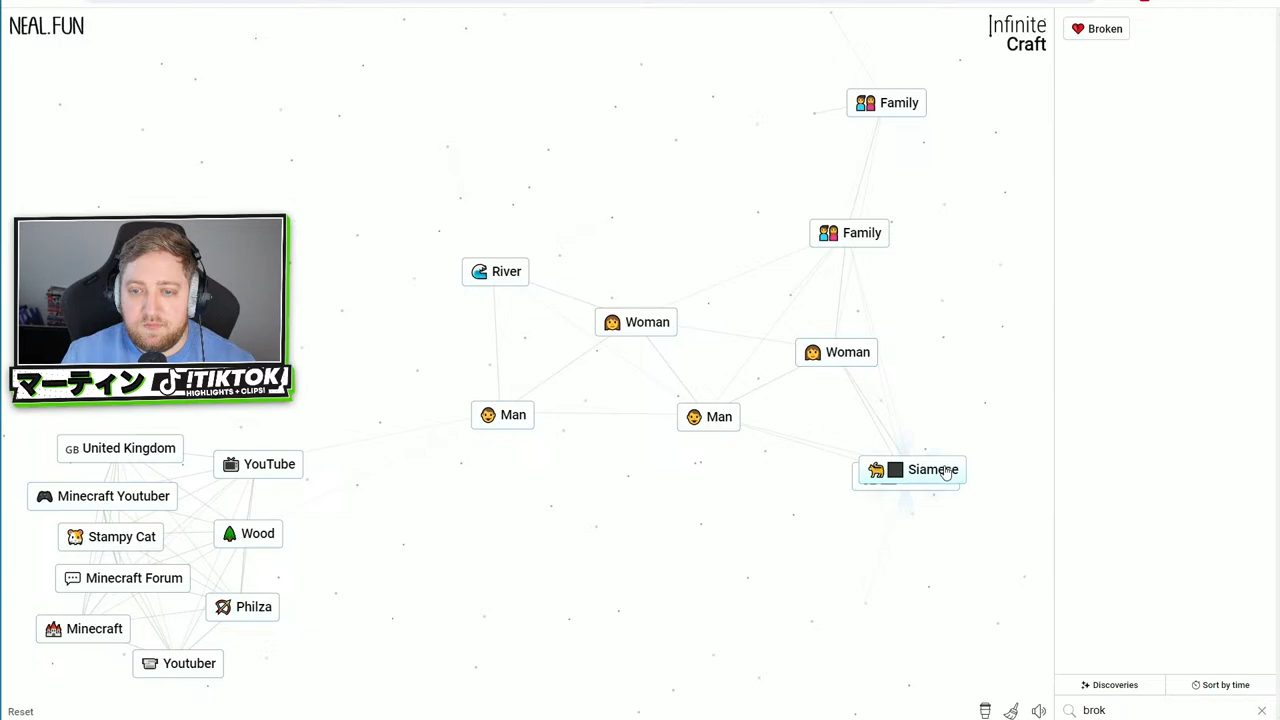 NEAL.FUN
Infinite
Craft
Broken
Family
Family
River
Woman
Woman
Man
Man
Siamese
マーティン !TIKTOK
HIGHLIGHTS + CLIPS!
GB United Kingdom
YouTube
Minecraft Youtuber
Stampy Cat
Wood
Minecraft Forum
Philza
Minecraft
Youtuber
Discoveries
Sort by time
Reset
brok